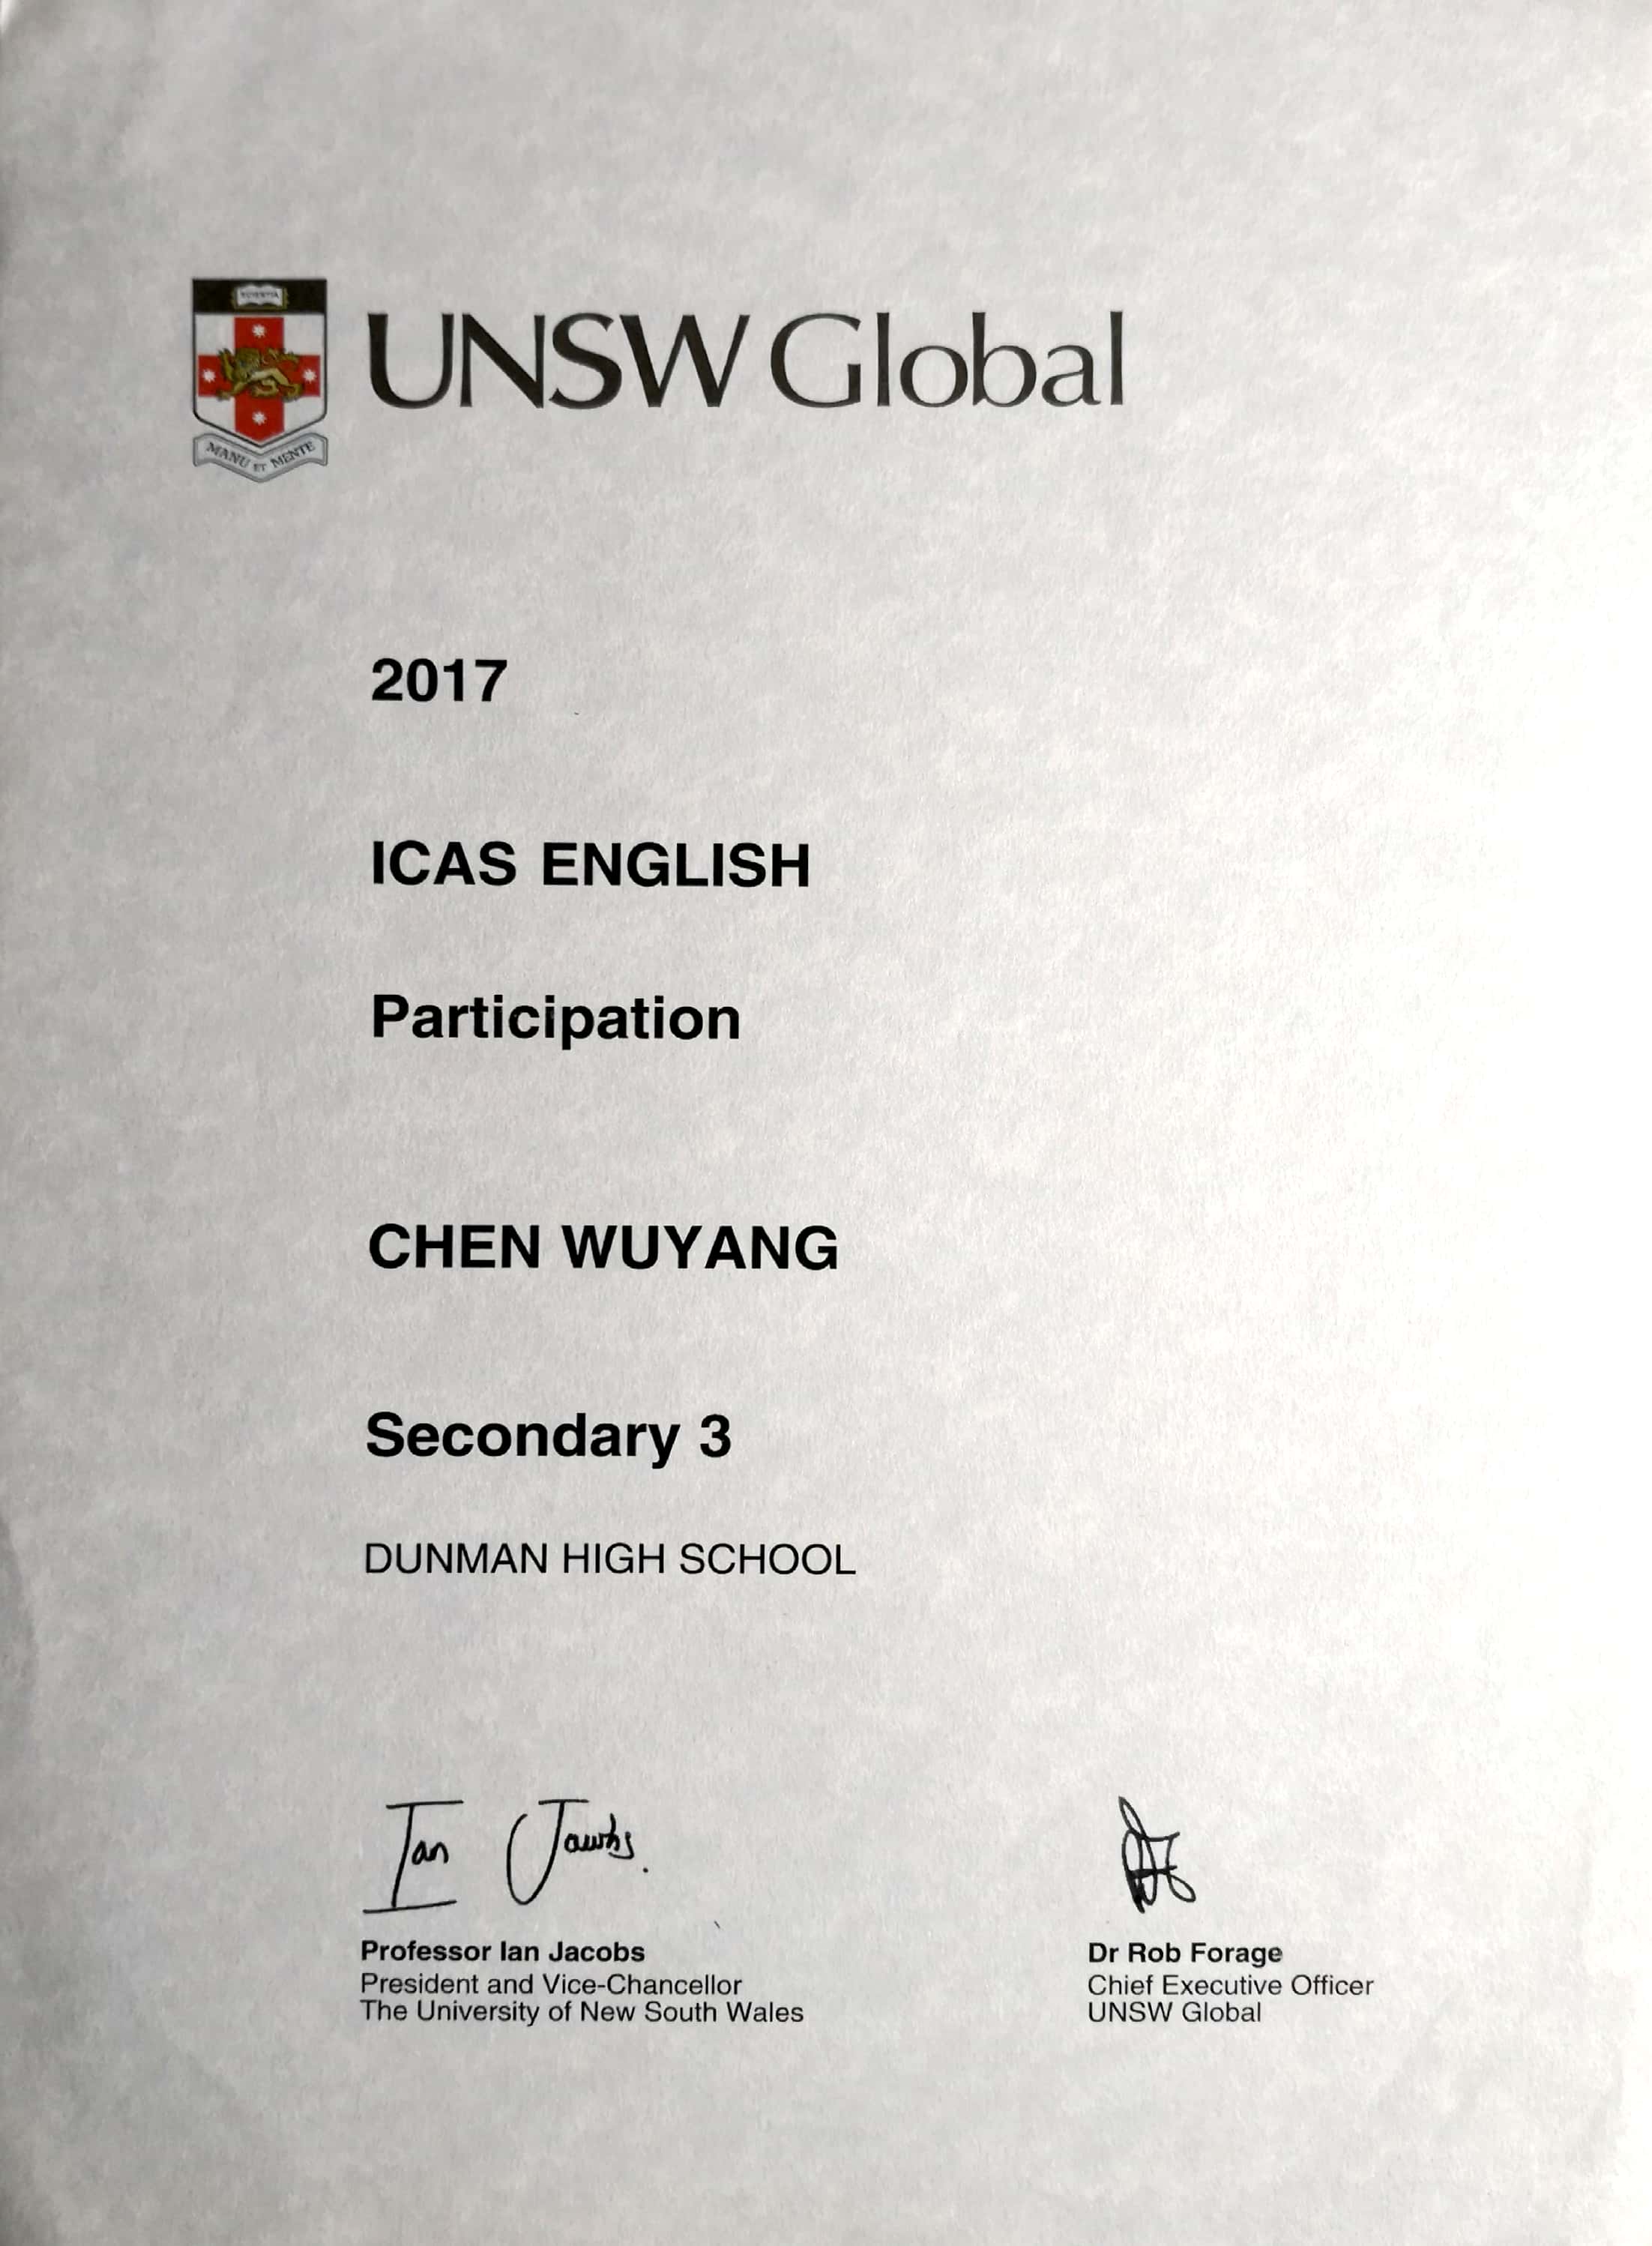 SCIENTIA
UNSW Global
MANU ET MENTE
2017
ICAS ENGLISH
Participation
CHEN WUYANG
Secondary 3
DUNMAN HIGH SCHOOL
Ian Jacobs.
Professor Ian Jacobs
President and Vice-Chancellor
The University of New South Wales
Dr Rob Forage
Chief Executive Officer
UNSW Global